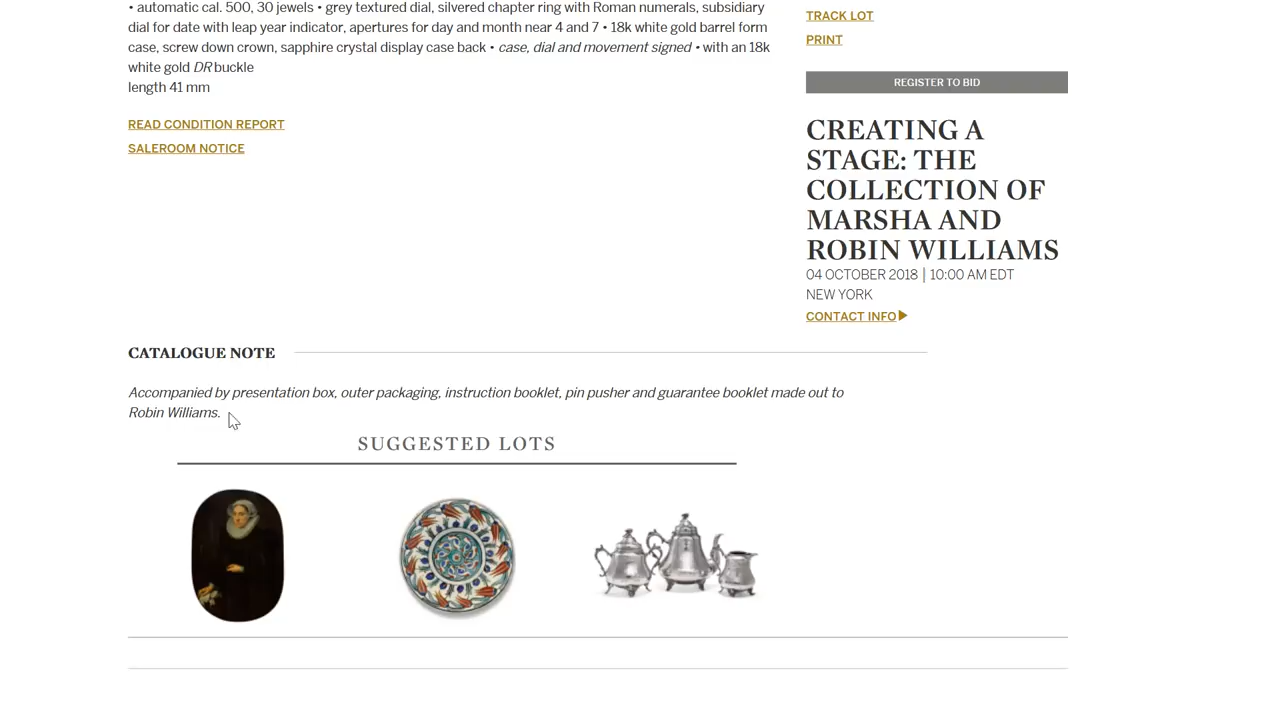 • automatic cal. 500, 30 jewels • grey textured dial, silvered chapter ring with Roman numerals, subsidiary
dial for date with leap year indicator, apertures for day and month near 4 and 7 • 18k white gold barrel form
case, screw down crown, sapphire crystal display case back • case, dial and movement signed • with an 18k
white gold DR buckle
length 41 mm
READ CONDITION REPORT
SALEROOM NOTICE
TRACK LOT
PRINT
REGISTER TO BID
CREATING A
STAGE: THE
COLLECTION OF
MARSHA AND
ROBIN WILLIAMS
04 OCTOBER 2018 | 10:00 AM EDT
NEW YORK
CONTACT INFO
CATALOGUE NOTE
Accompanied by presentation box, outer packaging, instruction booklet, pin pusher and guarantee booklet made out to
Robin Williams.
SUGGESTED LOTS